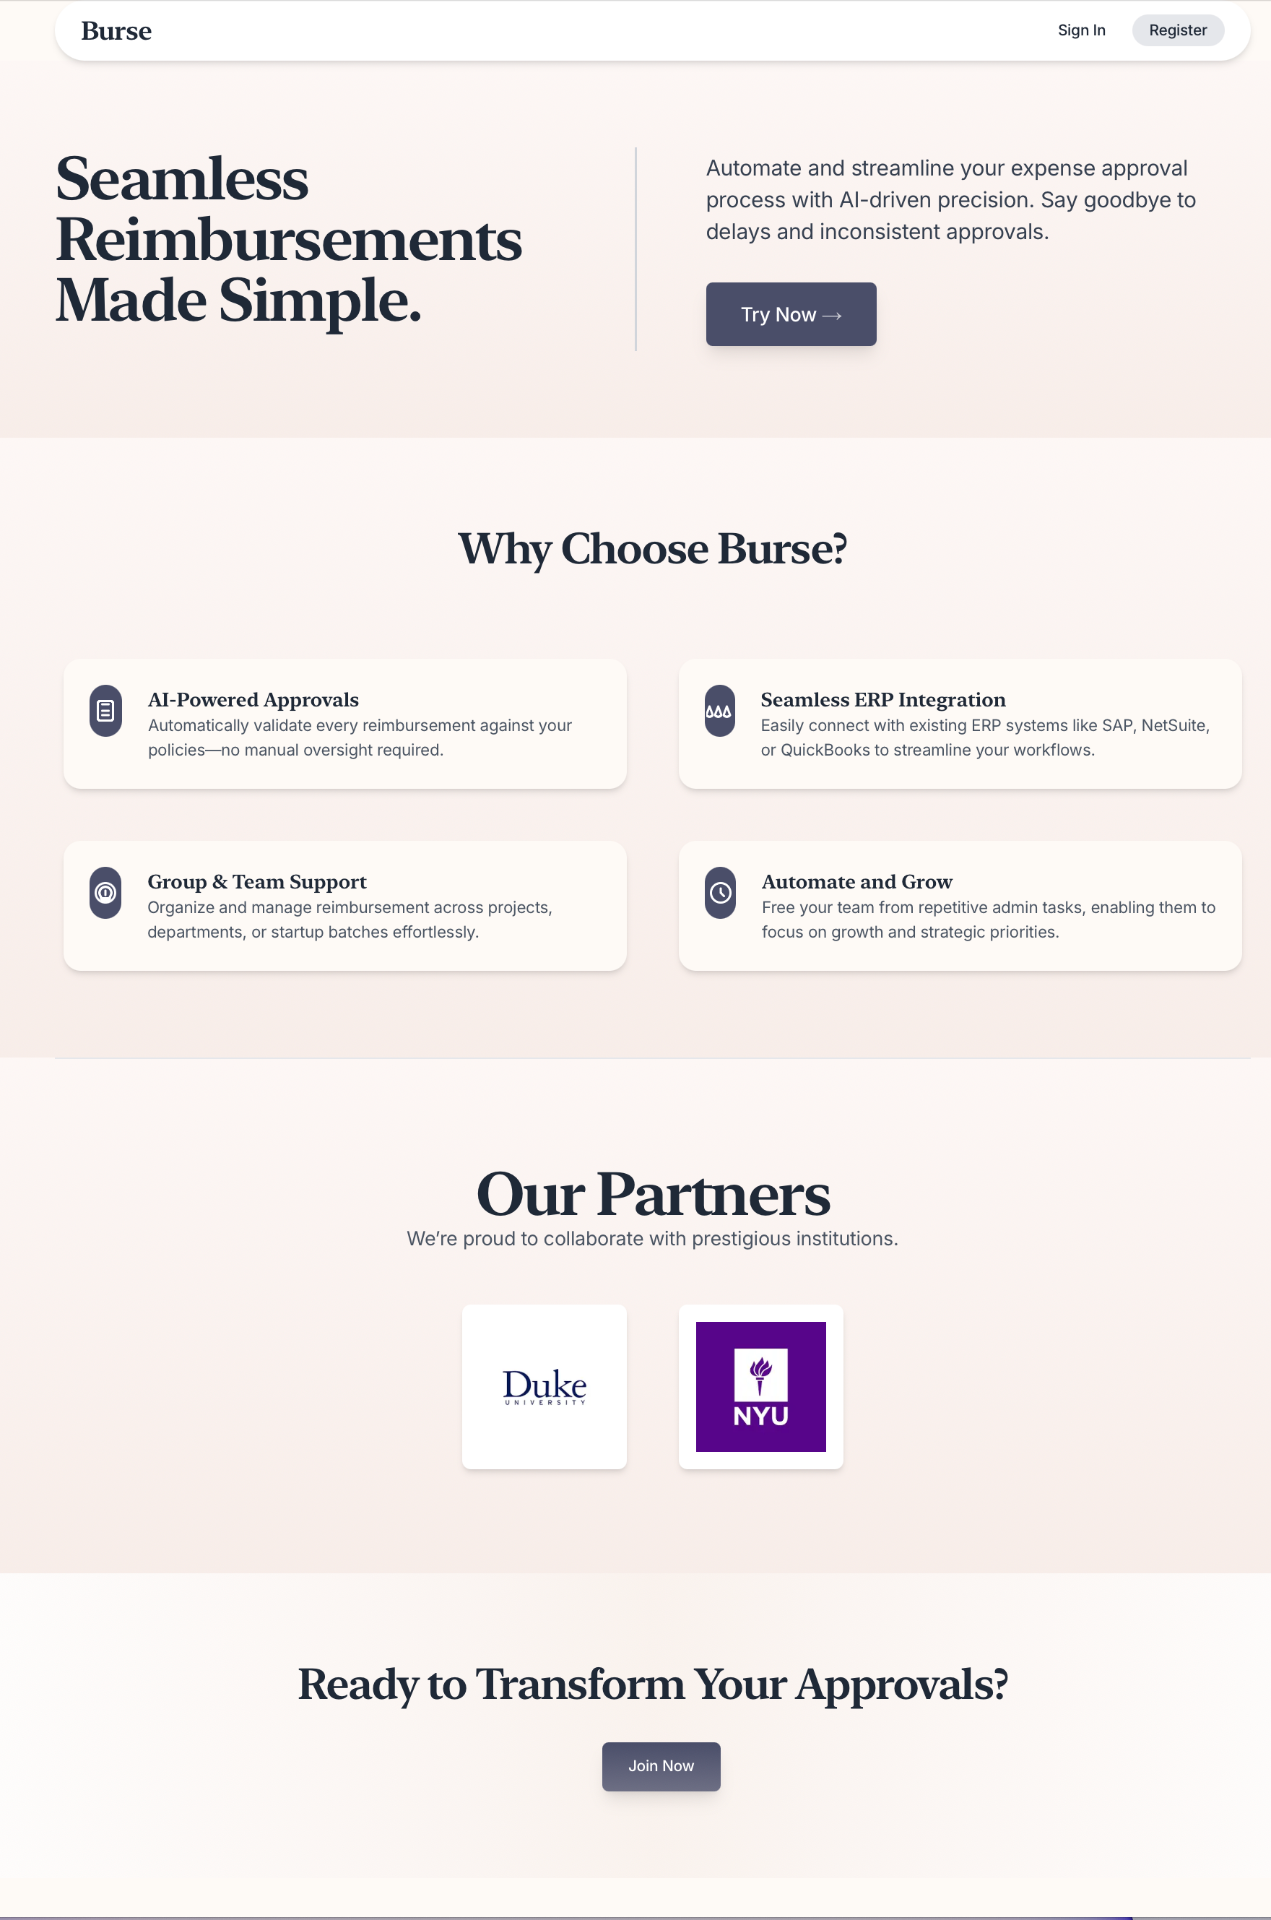 Burse
Sign In
Register
Seamless
Reimbursements
Made Simple.
Automate and streamline your expense approval
process with AI-driven precision. Say goodbye to
delays and inconsistent approvals.
Try Now →
Why Choose Burse?
AI-Powered Approvals
Automatically validate every reimbursement against your
policies—no manual oversight required.
Seamless ERP Integration
Easily connect with existing ERP systems like SAP, NetSuite,
or QuickBooks to streamline your workflows.
Group & Team Support
Organize and manage reimbursement across projects,
departments, or startup batches effortlessly.
Automate and Grow
Free your team from repetitive admin tasks, enabling them to
focus on growth and strategic priorities.
Our Partners
We’re proud to collaborate with prestigious institutions.
Duke
UNIVERSITY
NYU
Ready to Transform Your Approvals?
Join Now